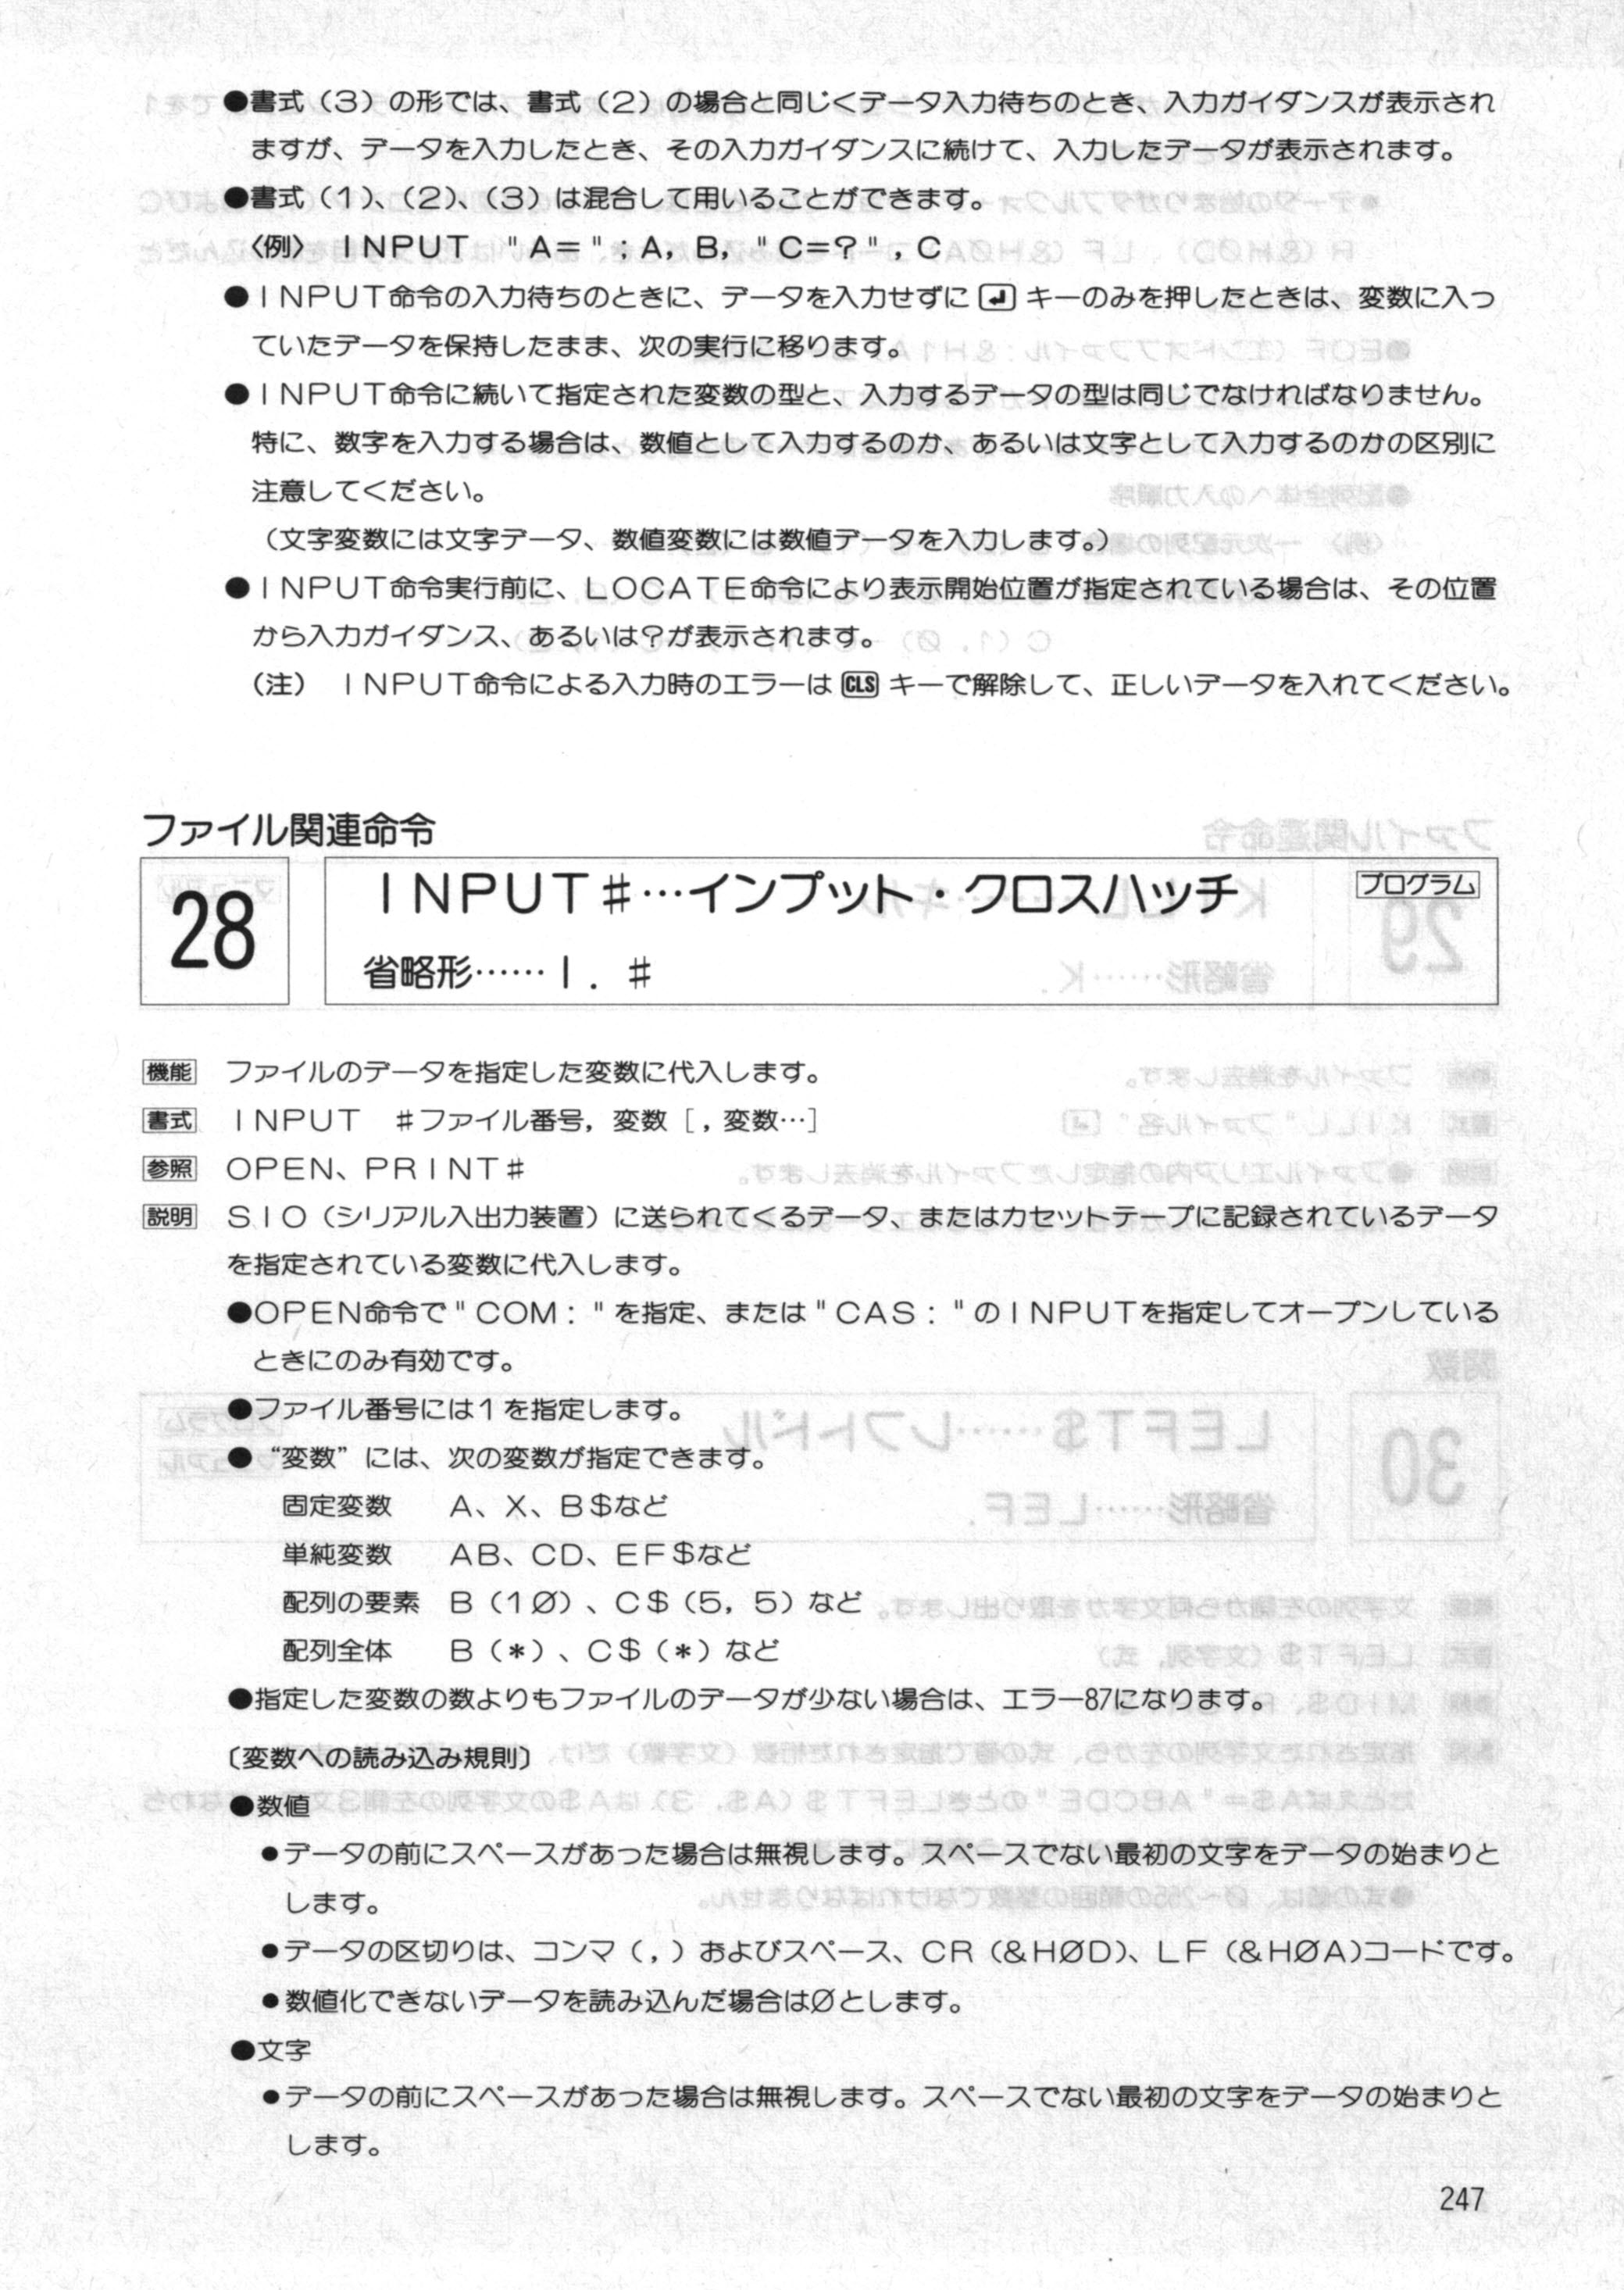 ●書式（３）の形では、書式（２）の場合と同じくデータ入力待ちのとき、入力ガイダンスが表示され
ますが、データを入力したとき、その入力ガイダンスに続けて、入力したデータが表示されます。
●書式（１）、（２）、（３）は混合して用いることができます。
〈例〉　ＩＮＰＵＴ　"Ａ＝"；Ａ，Ｂ，"Ｃ＝？"，Ｃ
●ＩＮＰＵＴ命令の入力待ちのときに、データを入力せずに ↵ キーのみを押したときは、変数に入っ
ていたデータを保持したまま、次の実行に移ります。
●ＩＮＰＵＴ命令に続いて指定された変数の型と、入力するデータの型は同じでなければなりません。
特に、数字を入力する場合は、数値として入力するのか、あるいは文字として入力するのかの区別に
注意してください。
（文字変数には文字データ、数値変数には数値データを入力します。）
●ＩＮＰＵＴ命令実行前に、ＬＯＣＡＴＥ命令により表示開始位置が指定されている場合は、その位置
から入力ガイダンス、あるいは？が表示されます。
（注）　ＩＮＰＵＴ命令による入力時のエラーは CLS キーで解除して、正しいデータを入れてください。
ファイル関連命令
28
ＩＮＰＵＴ＃…インプット・クロスハッチ
プログラム
省略形……Ｉ．＃
機能　ファイルのデータを指定した変数に代入します。
書式　ＩＮＰＵＴ　＃ファイル番号，変数［，変数…］
参照　ＯＰＥＮ、ＰＲＩＮＴ＃
説明　ＳＩＯ（シリアル入出力装置）に送られてくるデータ、またはカセットテープに記録されているデータ
を指定されている変数に代入します。
●ＯＰＥＮ命令で"ＣＯＭ："を指定、または"ＣＡＳ："のＩＮＰＵＴを指定してオープンしている
ときにのみ有効です。
●ファイル番号には１を指定します。
●“変数”には、次の変数が指定できます。
固定変数　Ａ、Ｘ、Ｂ＄など
単純変数　ＡＢ、ＣＤ、ＥＦ＄など
配列の要素　Ｂ（１Ø）、Ｃ＄（５，５）など
配列全体　Ｂ（＊）、Ｃ＄（＊）など
●指定した変数の数よりもファイルのデータが少ない場合は、エラー87になります。
〔変数への読み込み規則〕
●数値
●データの前にスペースがあった場合は無視します。スペースでない最初の文字をデータの始まりと
します。
●データの区切りは、コンマ（，）およびスペース、ＣＲ（＆ＨØＤ）、ＬＦ（＆ＨØＡ）コードです。
●数値化できないデータを読み込んだ場合はØとします。
●文字
●データの前にスペースがあった場合は無視します。スペースでない最初の文字をデータの始まりと
します。
247